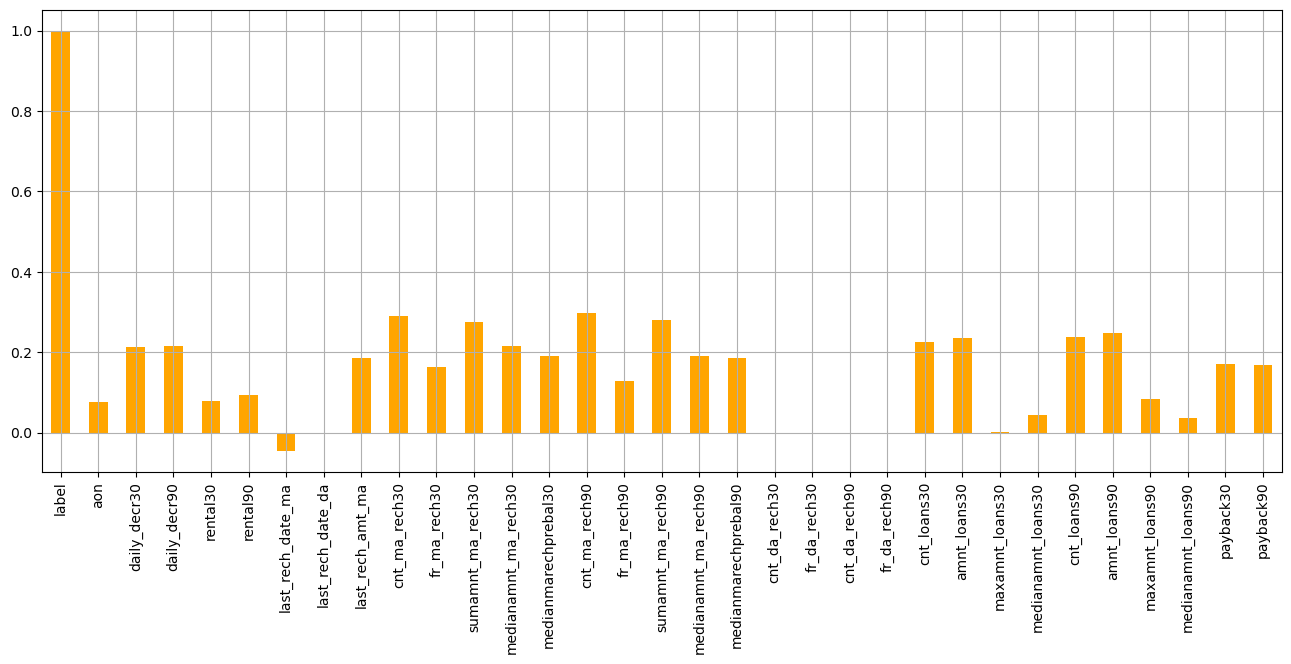 1.0
0.8
0.6
0.4
0.2
0.0
label
aon
daily_decr30
daily_decr90
rental30
rental90
last_rech_date_ma
last_rech_date_da
last_rech_amt_ma
cnt_ma_rech30
fr_ma_rech30
sumamnt_ma_rech30
medianamnt_ma_rech30
medianmarechprebal30
cnt_ma_rech90
fr_ma_rech90
sumamnt_ma_rech90
medianamnt_ma_rech90
medianmarechprebal90
cnt_da_rech30
fr_da_rech30
cnt_da_rech90
fr_da_rech90
cnt_loans30
amnt_loans30
maxamnt_loans30
medianamnt_loans30
cnt_loans90
amnt_loans90
maxamnt_loans90
medianamnt_loans90
payback30
payback90